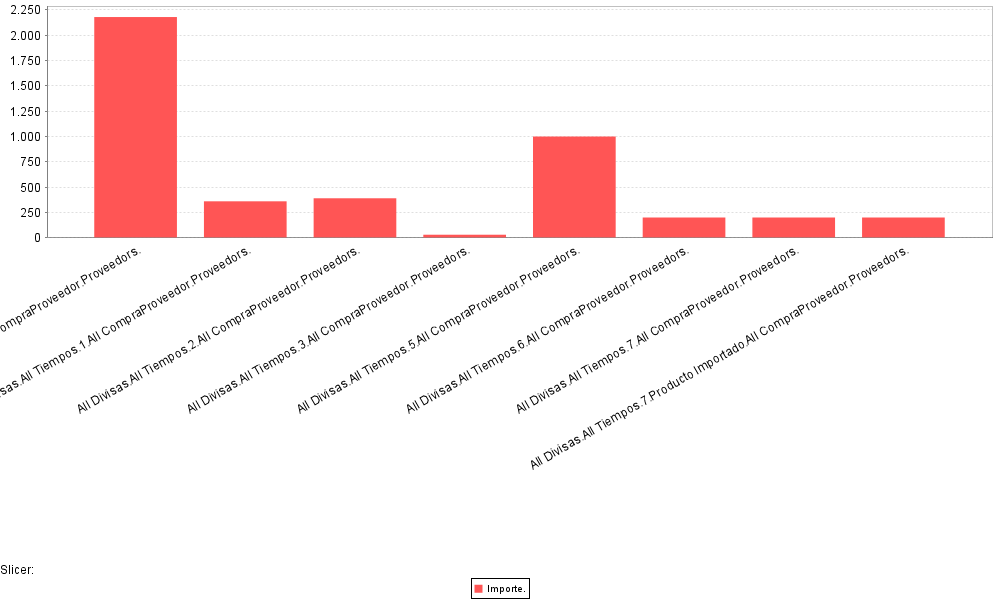 2.250
2.000
1.750
1.500
1.250
1.000
750
500
250
0
ompraProveedor.Proveedors.
sas.All Tiempos.1.All CompraProveedor.Proveedors.
All Divisas.All Tiempos.2.All CompraProveedor.Proveedors.
All Divisas.All Tiempos.3.All CompraProveedor.Proveedors.
All Divisas.All Tiempos.5.All CompraProveedor.Proveedors.
All Divisas.All Tiempos.6.All CompraProveedor.Proveedors.
All Divisas.All Tiempos.7.All CompraProveedor.Proveedors.
All Divisas.All Tiempos.7.Producto Importado.All CompraProveedor.Proveedors.
Slicer:
Importe.